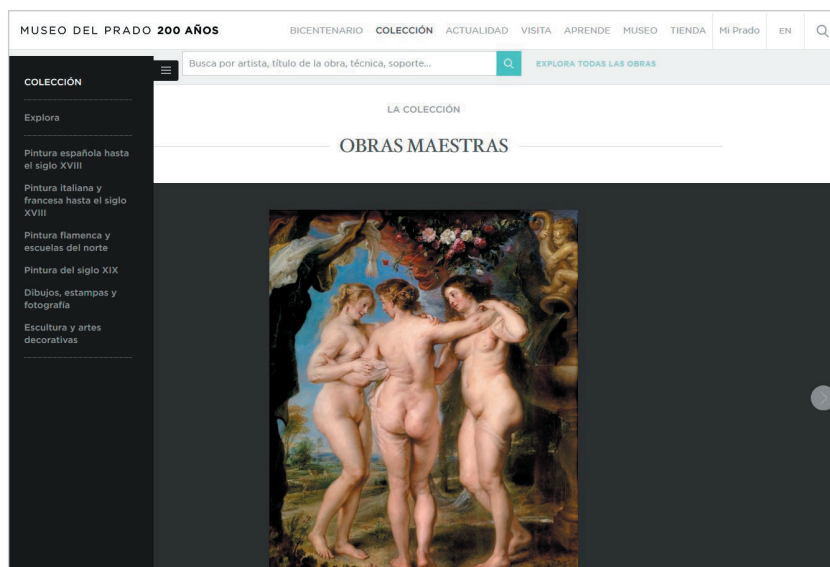 MUSEO DEL PRADO 200 AÑOS
BICENTENARIO COLECCIÓN ACTUALIDAD VISITA APRENDE MUSEO TIENDA Mi Prado EN
Busca por artista, título de la obra, técnica, soporte...
EXPLORA TODAS LAS OBRAS
COLECCIÓN
Explora
Pintura española hasta
el siglo XVIII
Pintura italiana y
francesa hasta el siglo
XVIII
Pintura flamenca y
escuelas del norte
Pintura del siglo XIX
Dibujos, estampas y
fotografía
Escultura y artes
decorativas
LA COLECCIÓN
OBRAS MAESTRAS